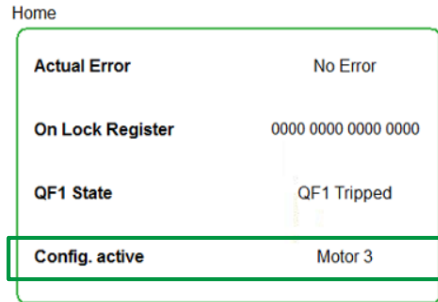 Home
Actual Error No Error
On Lock Register 0000 0000 0000 0000
QF1 State QF1 Tripped
Config. active Motor 3